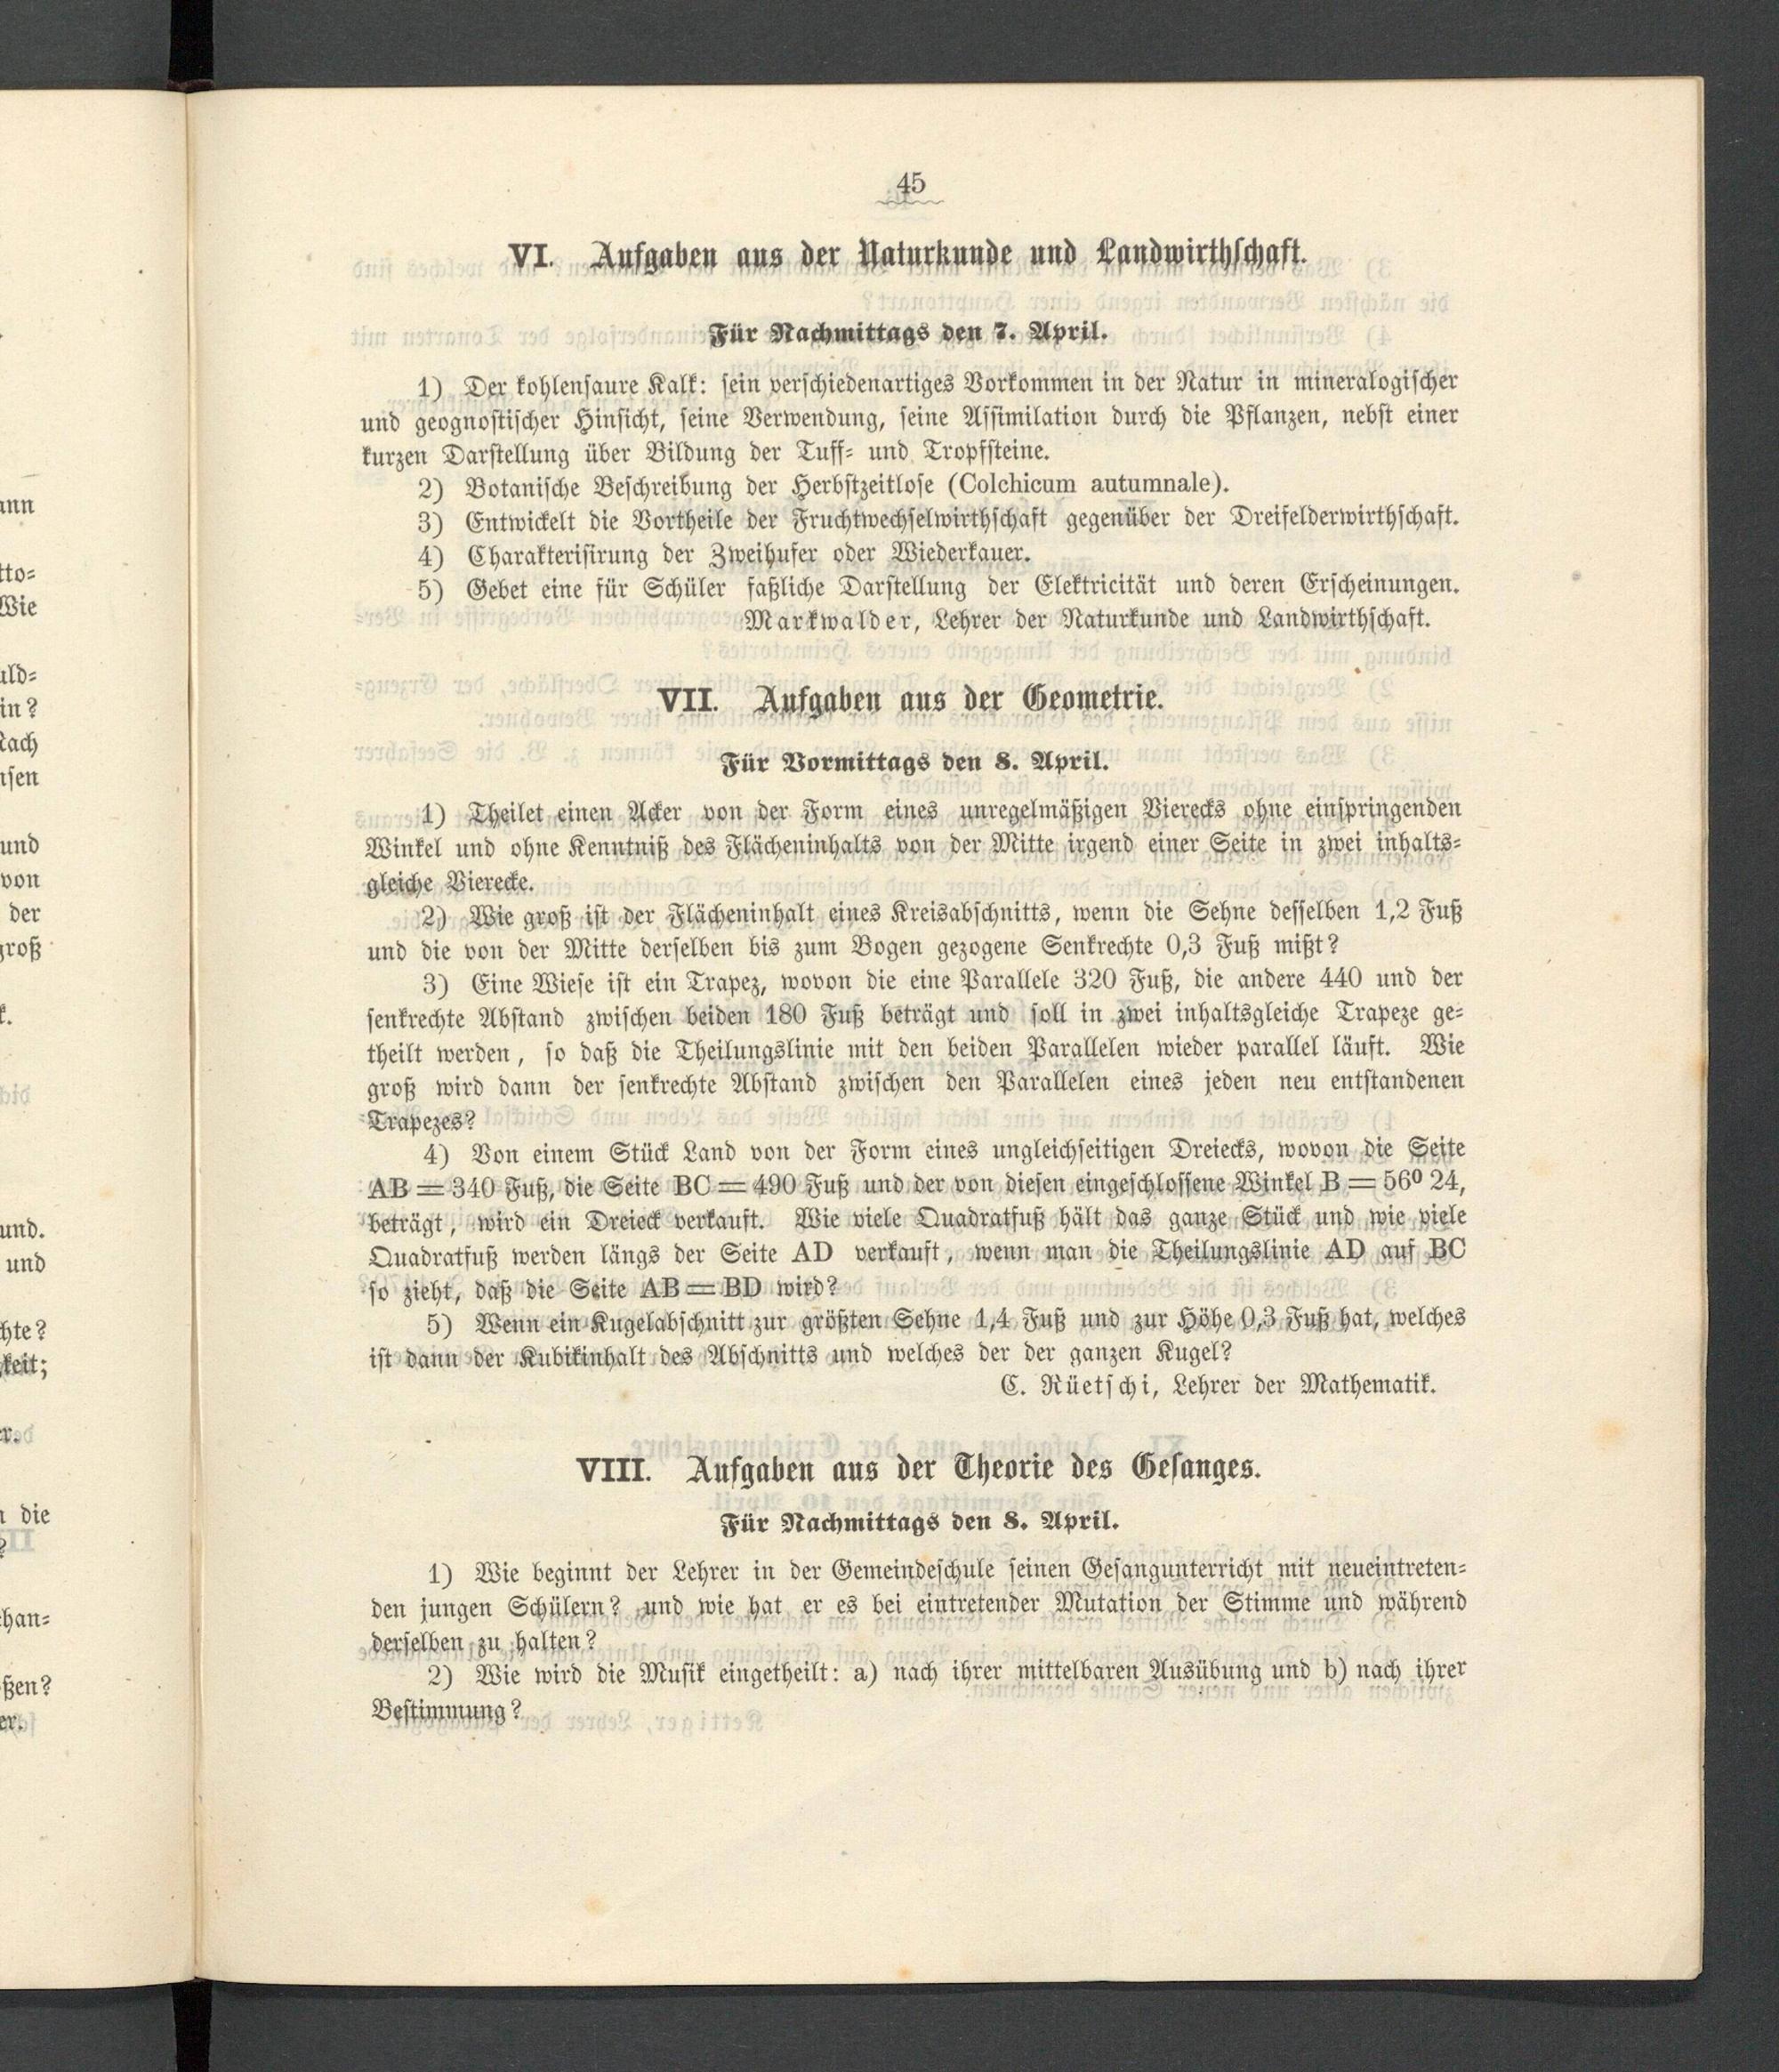 45
VI. Aufgaben aus der Naturkunde und Landwirthschaft.
Für Nachmittags den 7. April.
1) Der kohlensaure Kalk: sein verschiedenartiges Vorkommen in der Natur in mineralogischer
und geognostischer Hinsicht, seine Verwendung, seine Assimilation durch die Pflanzen, nebst einer
kurzen Darstellung über Bildung der Tuff- und Tropfsteine.
2) Botanische Beschreibung der Herbstzeitlose (Colchicum autumnale).
3) Entwickelt die Vortheile der Fruchtwechselwirthschaft gegenüber der Dreifelderwirthschaft.
4) Charakterisirung der Zweihufer oder Wiederkauer.
5) Gebet eine für Schüler faßliche Darstellung der Elektricität und deren Erscheinungen.
Markwalder, Lehrer der Naturkunde und Landwirthschaft.
VII. Aufgaben aus der Geometrie.
Für Vormittags den 8. April.
1) Theilet einen Acker von der Form eines unregelmäßigen Vierecks ohne einspringenden
Winkel und ohne Kenntniß des Flächeninhalts von der Mitte irgend einer Seite in zwei inhalts-
gleiche Vierecke.
2) Wie groß ist der Flächeninhalt eines Kreisabschnitts, wenn die Sehne desselben 1,2 Fuß
und die von der Mitte derselben bis zum Bogen gezogene Senkrechte 0,3 Fuß mißt?
3) Eine Wiese ist ein Trapez, wovon die eine Parallele 320 Fuß, die andere 440 und der
senkrechte Abstand zwischen beiden 180 Fuß beträgt und soll in zwei inhaltsgleiche Trapeze ge-
theilt werden, so daß die Theilungslinie mit den beiden Parallelen wieder parallel läuft. Wie
groß wird dann der senkrechte Abstand zwischen den Parallelen eines jeden neu entstandenen
Trapezes?
4) Von einem Stück Land von der Form eines ungleichseitigen Dreiecks, wovon die Seite
AB = 340 Fuß, die Seite BC = 490 Fuß und der von diesen eingeschlossene Winkel B = 56⁰ 24,
beträgt, wird ein Dreieck verkauft. Wie viele Quadratfuß hält das ganze Stück und wie viele
Quadratfuß werden längs der Seite AD verkauft, wenn man die Theilungslinie AD auf BC
so zieht, daß die Seite AB = BD wird?
5) Wenn ein Kugelabschnitt zur größten Sehne 1,4 Fuß und zur Höhe 0,3 Fuß hat, welches
ist dann der Kubikinhalt des Abschnitts und welches der der ganzen Kugel?
C. Rüetschi, Lehrer der Mathematik.
VIII. Aufgaben aus der Theorie des Gesanges.
Für Nachmittags den 8. April.
1) Wie beginnt der Lehrer in der Gemeindeschule seinen Gesangunterricht mit neueintreten-
den jungen Schülern? und wie hat er es bei eintretender Mutation der Stimme und während
derselben zu halten?
2) Wie wird die Musik eingetheilt: a) nach ihrer mittelbaren Ausübung und b) nach ihrer
Bestimmung?